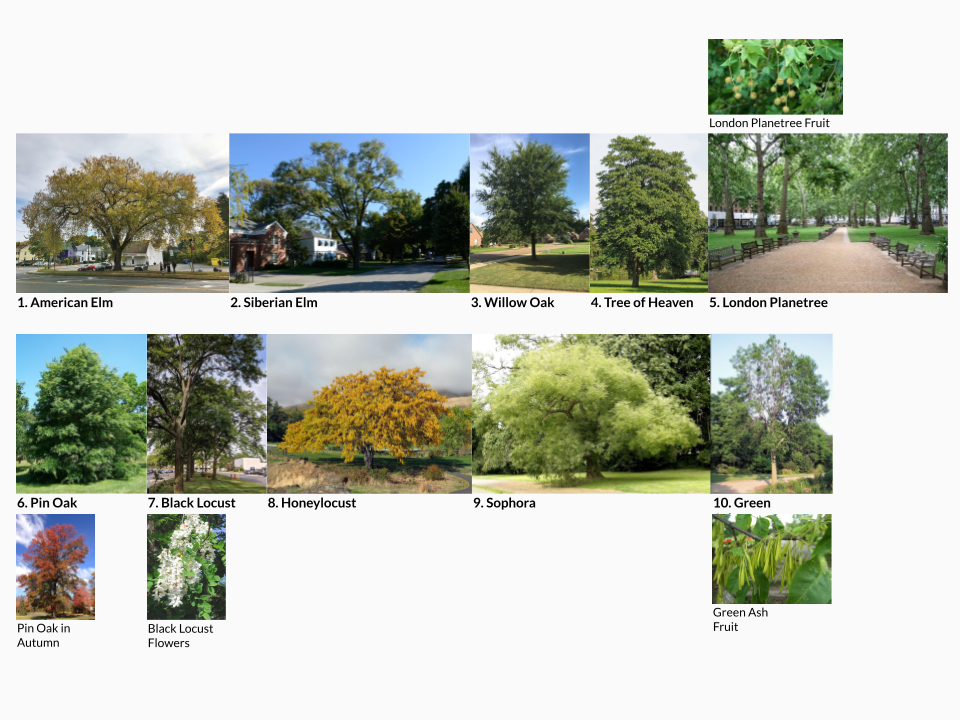 London Planetree Fruit
1. American Elm
2. Siberian Elm
3. Willow Oak
4. Tree of Heaven
5. London Planetree
6. Pin Oak
7. Black Locust
8. Honeylocust
9. Sophora
10. Green
Pin Oak in
Autumn
Black Locust
Flowers
Green Ash
Fruit